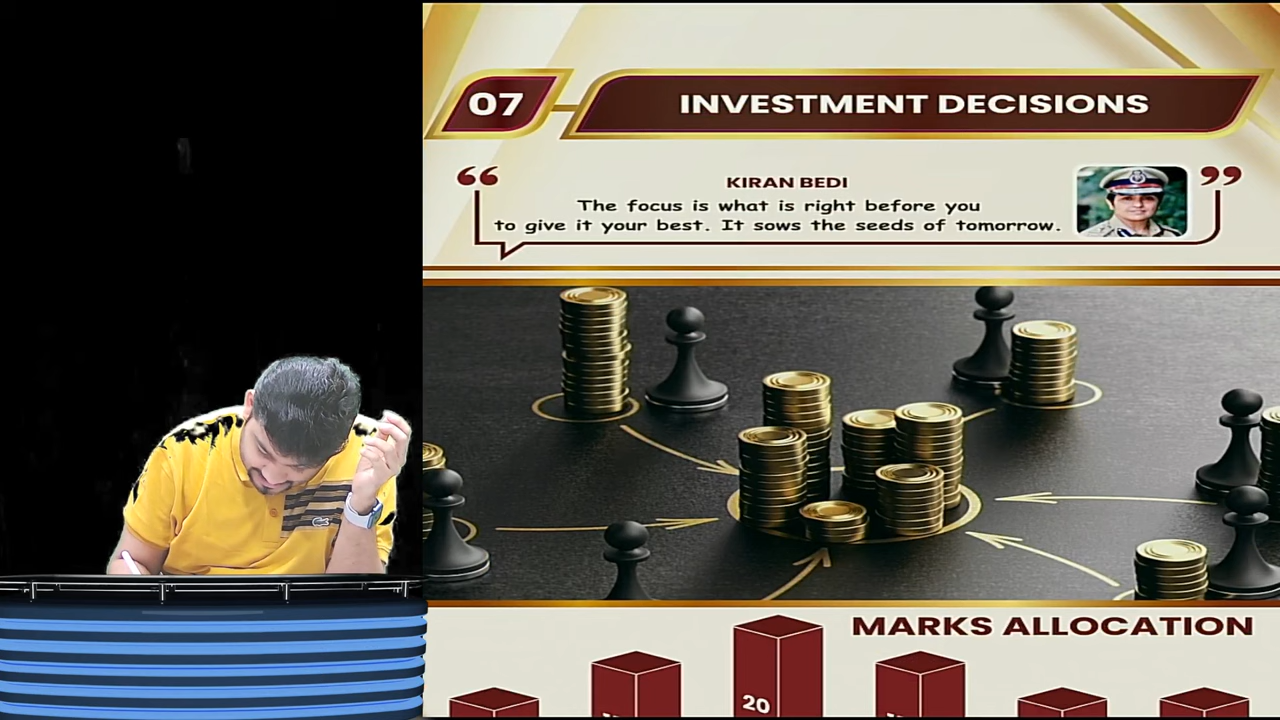 07
INVESTMENT DECISIONS
“ ”
KIRAN BEDI
The focus is what is right before you
to give it your best. It sows the seeds of tomorrow.
MARKS ALLOCATION
20